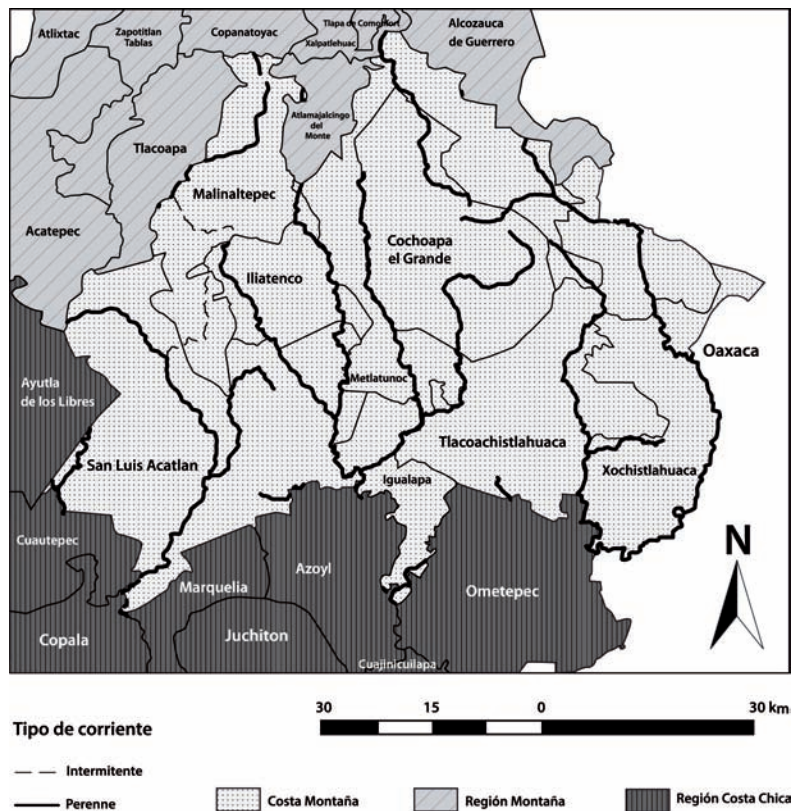 Atlixtac
Zapotitlan
Tablas
Copanatoyac
Tlapa de Comonfort
Xalpatlehuac
Alcozauca
de Guerrero
Atlamajalcingo
del
Monte
Tlacoapa
Malinaltepec
Acatepec
Cochoapa
el Grande
Iliatenco
Oaxaca
Ayutla
de los Libres
Metlatunoc
Tlacoachistlahuaca
San Luis Acatlan
Xochistlahuaca
Igualapa
Cuautepec
Azoyl
Marquelia
Ometepec
N
Copala
Juchiton
Cuajinicuilapa
30 15 0 30 km.
Tipo de corriente
Intermitente
Perenne
Costa Montaña
Región Montaña
Región Costa Chica